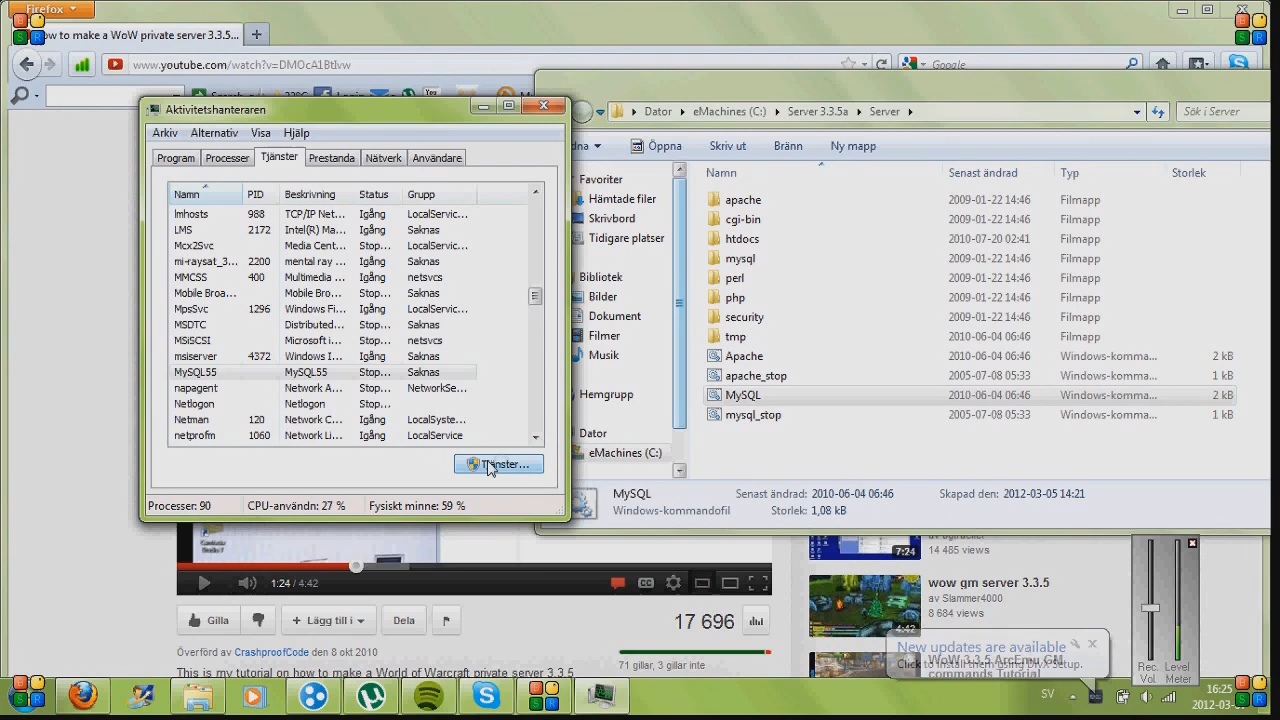 Firefox
how to make a WoW private server 3.3.5...
www.youtube.com/watch?v=DMOcA1Btlvw
Google
Aktivitetshanteraren
Arkiv Alternativ Visa Hjälp
Program Processer Tjänster Prestanda Nätverk Användare
Namn PID Beskrivning Status Grupp
lmhosts 988 TCP/IP Net... Igång LocalServic...
LMS 2172 Intel(R) Ma... Igång Saknas
Mcx2Svc Media Cent... Stop... LocalServic...
mi-raysat_3... 2200 mental ray ... Igång Saknas
MMCSS 400 Multimedia ... Igång netsvcs
Mobile Broa... Mobile Bro... Stop... Saknas
MpsSvc 1296 Windows Fi... Igång LocalServic...
MSDTC Distributed... Stop... Saknas
MSiSCSI Microsoft i... Stop... netsvcs
msiserver 4372 Windows I... Igång Saknas
MySQL55 MySQL55 Stop... Saknas
napagent Network A... Stop... NetworkSe...
Netlogon Netlogon Stop... Saknas
Netman 120 Network C... Igång LocalSyste...
netprofm 1060 Network Li... Igång LocalService
Tjänster...
Processer: 90 CPU-användn: 27 % Fysiskt minne: 59 %
Dator eMachines (C:) Server 3.3.5a Server
Sök i Server
Öppna Skriv ut Bränn Ny mapp
Favoriter
Hämtade filer
Skrivbord
Tidigare platser
Bibliotek
Bilder
Dokument
Filmer
Musik
Hemgrupp
Dator
eMachines (C:)
Namn Senast ändrad Typ Storlek
apache 2009-01-22 14:46 Filmapp
cgi-bin 2009-01-22 14:46 Filmapp
htdocs 2010-07-20 02:41 Filmapp
mysql 2009-01-22 14:46 Filmapp
perl 2009-01-22 14:46 Filmapp
php 2009-01-22 14:46 Filmapp
security 2009-01-22 14:46 Filmapp
tmp 2010-06-04 06:46 Filmapp
Apache 2010-06-04 06:46 Windows-komma... 2 kB
apache_stop 2005-07-08 05:33 Windows-komma... 1 kB
MySQL 2010-06-04 06:46 Windows-komma... 2 kB
mysql_stop 2005-07-08 05:33 Windows-komma... 1 kB
MySQL Senast ändrad: 2010-06-04 06:46 Skapad den: 2012-03-05 14:21
Windows-kommandofil Storlek: 1,08 kB
1:24 / 4:42
CC
Gilla
Lägg till i
Dela
17 696
Överförd av CrashproofCode den 8 okt 2010
71 gillar, 3 gillar inte
This is my tutorial on how to make a World of Warcraft private server 3.3.5
7:24
14 485 views
wow gm server 3.3.5
av Slammer4000
8 684 views
4:42
WoW 3.3.5 ArcEmu GM
commands Tutorial
New updates are available
Click to install them using
Rec. Level
Vol. Meter
SV
16:25